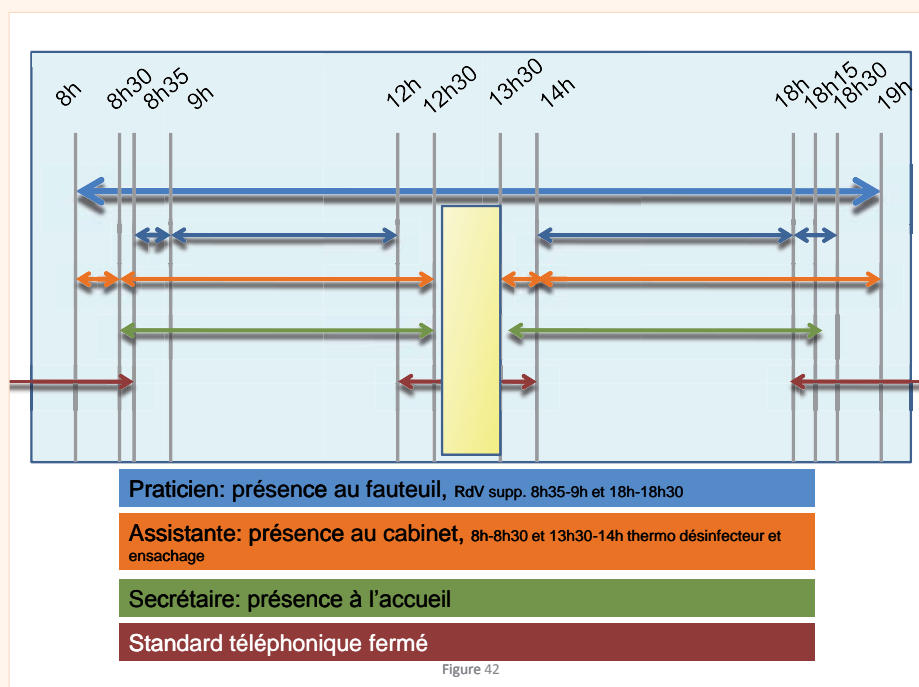 8h 8h30 8h35 9h 12h 12h30 13h30 14h 18h 18h15 18h30 19h
Praticien: présence au fauteuil, RdV supp. 8h35-9h et 18h-18h30
Assistante: présence au cabinet, 8h-8h30 et 13h30-14h thermo désinfecteur et
ensachage
Secrétaire: présence à l’accueil
Standard téléphonique fermé
Figure 42